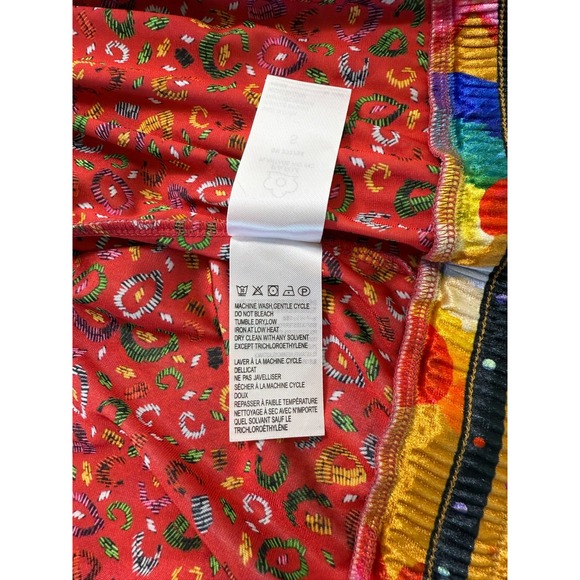 MACHINE WASH,GENTLE CYCLE
DO NOT BLEACH
TUMBLE DRY,LOW
IRON AT LOW HEAT
DRY CLEAN WITH ANY SOLVENT
EXCEPT TRICHLOROETHYLENE
LAVER À LA MACHINE CYCLE
DELLICAT
NE PAS JAVELLISER
SÉCHER À LA MACHINE CYCLE
DOUX
REPASSER À FAIBLE TEMPÉRATURE
NETTOYAGE À SEC AVEC N'IMPORTE
QUEL SOLVANT SAUF LE
TRICHLOROÉTHYLÈNE